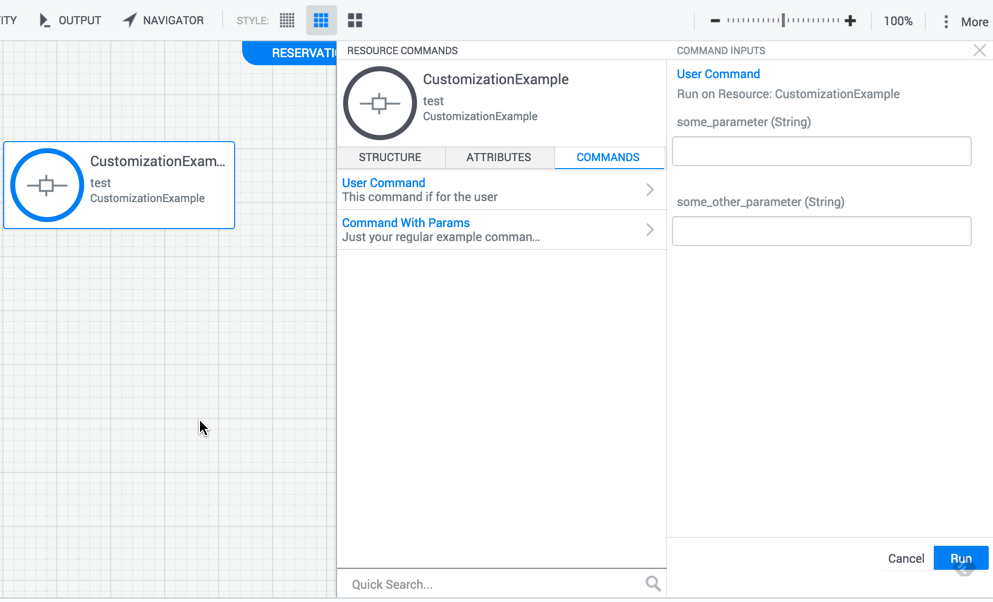 ITY
OUTPUT
NAVIGATOR
STYLE:
100%
More
RESERVATI
CustomizationExam...
test
CustomizationExample
RESOURCE COMMANDS
CustomizationExample
test
CustomizationExample
STRUCTURE
ATTRIBUTES
COMMANDS
User Command
This command if for the user
Command With Params
Just your regular example comman...
Quick Search...
COMMAND INPUTS
User Command
Run on Resource: CustomizationExample
some_parameter (String)
some_other_parameter (String)
Cancel
Run